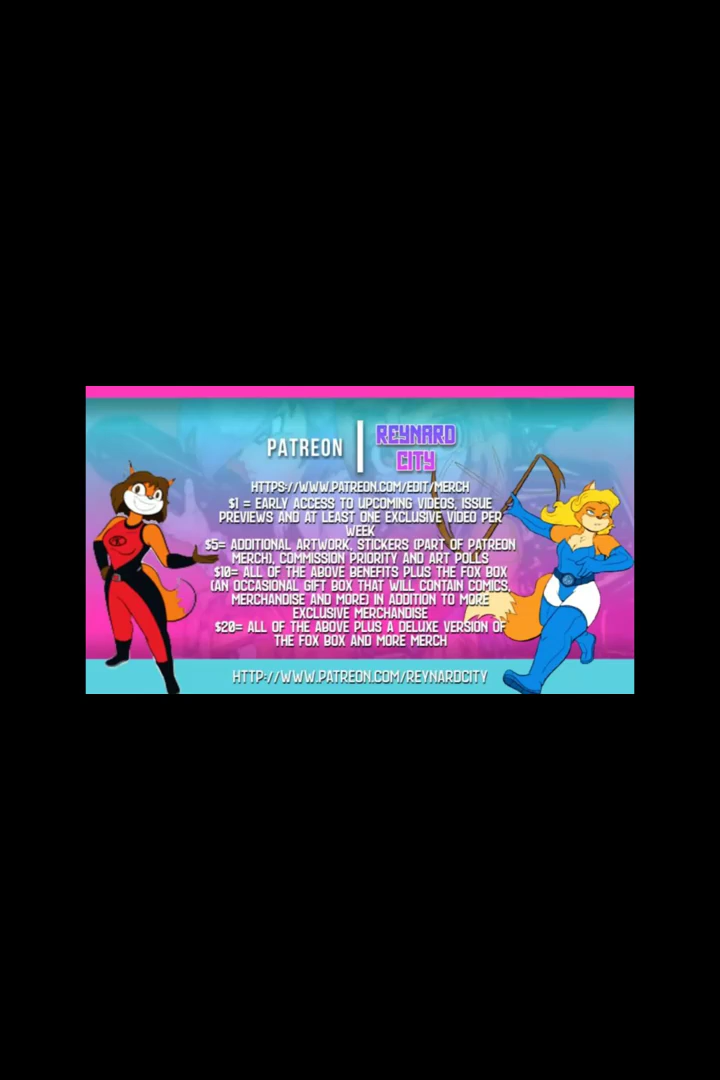 PATREON
REYNARD
CITY
HTTPS://WWW.PATREON.COM/EDIT/MERCH
$1 = EARLY ACCESS TO UPCOMING VIDEOS, ISSUE
PREVIEWS AND AT LEAST ONE EXCLUSIVE VIDEO PER
WEEK
$5= ADDITIONAL ARTWORK, STICKERS (PART OF PATREON
MERCH), COMMISSION PRIORITY AND ART POLLS
$10= ALL OF THE ABOVE BENEFITS PLUS THE FOX BOX
(AN OCCASIONAL GIFT BOX THAT WILL CONTAIN COMICS,
MERCHANDISE AND MORE) IN ADDITION TO MORE
EXCLUSIVE MERCHANDISE
$20= ALL OF THE ABOVE PLUS A DELUXE VERSION OF
THE FOX BOX AND MORE MERCH
HTTP://WWW.PATREON.COM/REYNARDCITY